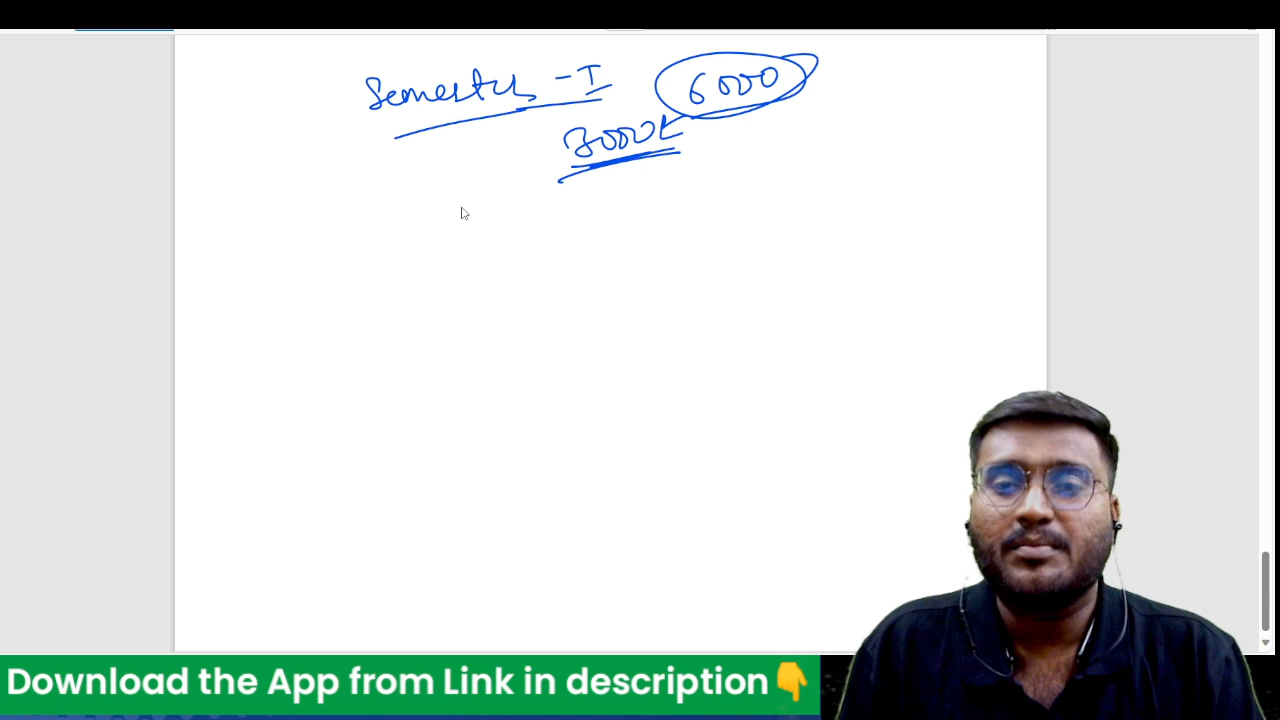 Semester - I 6000
3000
Download the App from Link in description👇